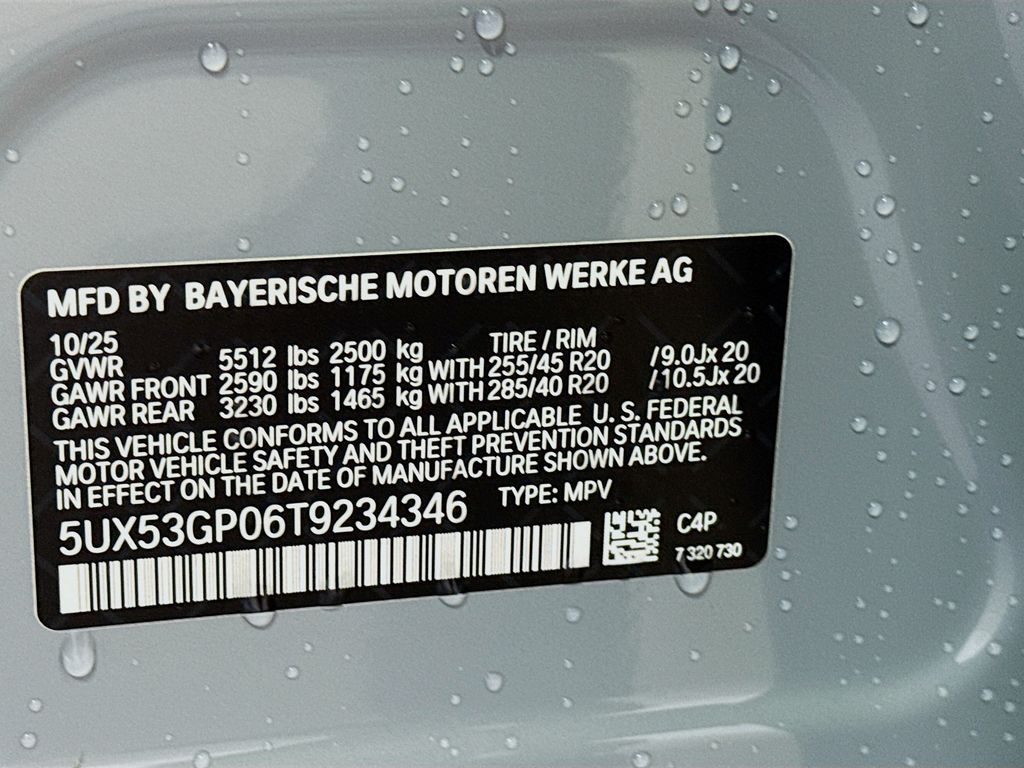 MFD BY BAYERISCHE MOTOREN WERKE AG
10/25 TIRE / RIM
GVWR 5512 lbs 2500 kg
GAWR FRONT 2590 lbs 1175 kg WITH 255/45 R20 /9.0Jx 20
GAWR REAR 3230 lbs 1465 kg WITH 285/40 R20 /10.5Jx 20
THIS VEHICLE CONFORMS TO ALL APPLICABLE U. S. FEDERAL
MOTOR VEHICLE SAFETY AND THEFT PREVENTION STANDARDS
IN EFFECT ON THE DATE OF MANUFACTURE SHOWN ABOVE.
5UX53GP06T9234346 TYPE: MPV
C4P
7 320 730